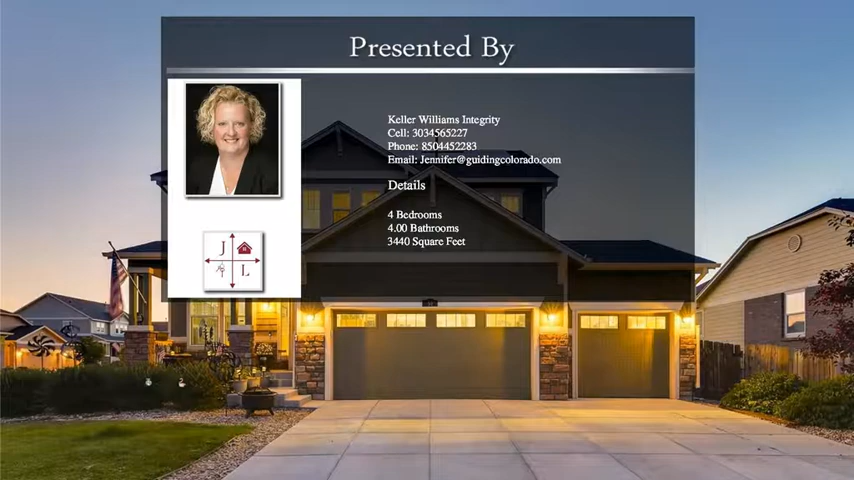 Presented By
Keller Williams Integrity
Cell: 3034565227
Phone: 8504452283
Email: Jennifer@guidingcolorado.com
Details
4 Bedrooms
4.00 Bathrooms
3440 Square Feet
J
L